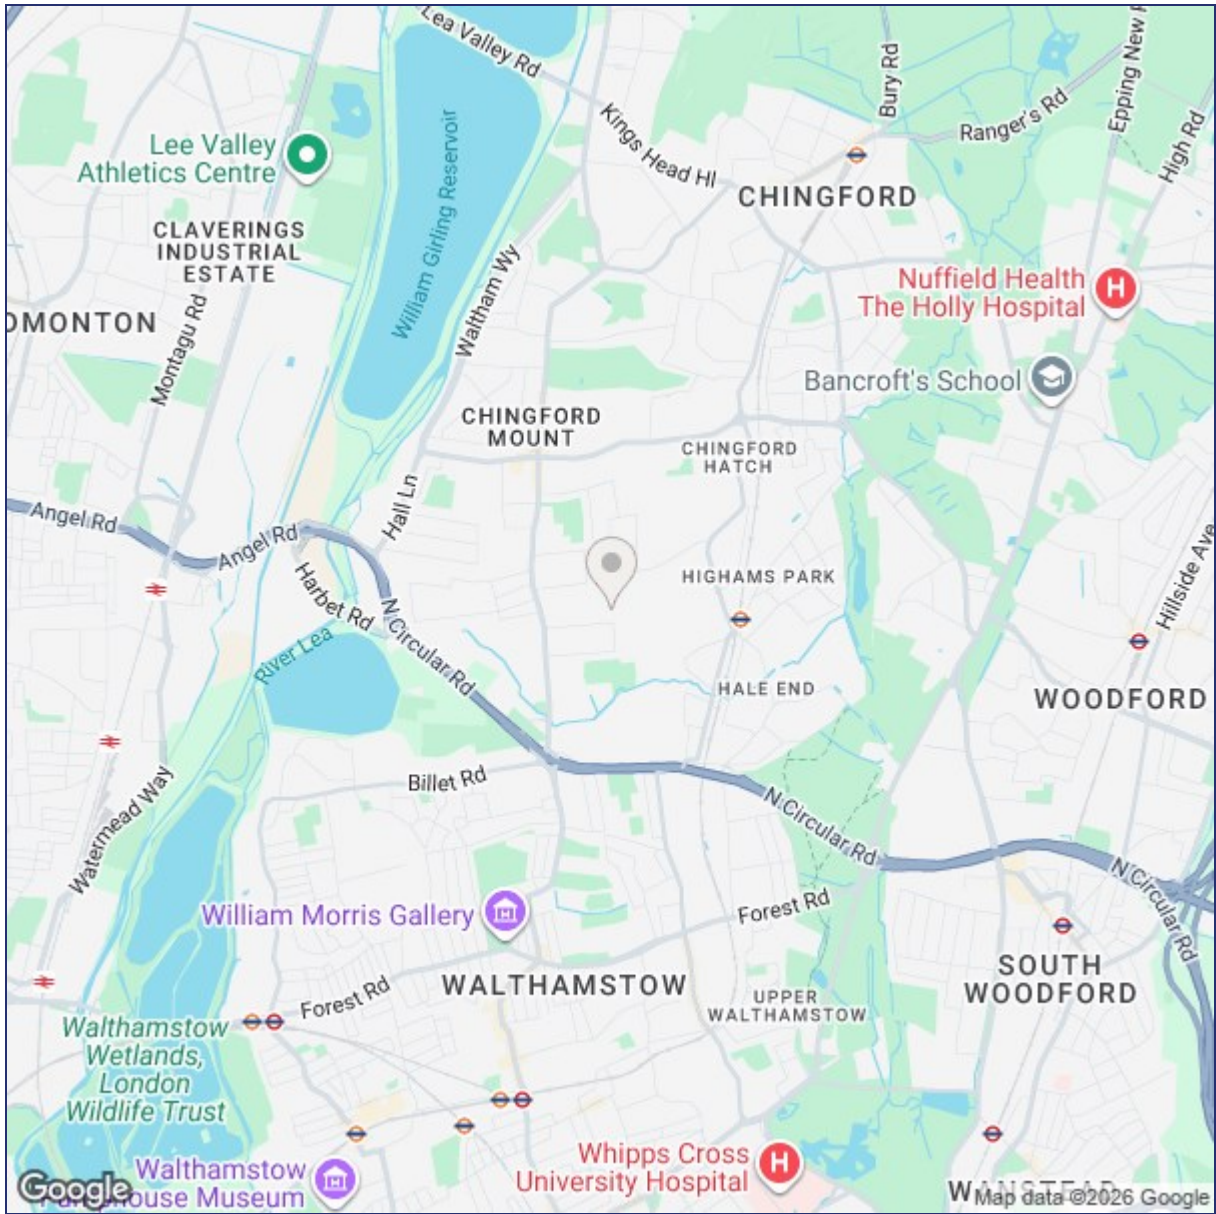 Lea Valley Rd
Bury Rd
Epping New
Ranger's Rd
High Rd
Kings Head Hl
Lee Valley
Athletics Centre
William Girling Reservoir
CHINGFORD
CLAVERINGS
INDUSTRIAL
ESTATE
Waltham Wy
Nuffield Health
The Holly Hospital
DMONTON
Montagu Rd
Bancroft's School
CHINGFORD
MOUNT
CHINGFORD
HATCH
Hall Ln
Angel Rd
Angel Rd
Hillside Ave
HIGHAMS PARK
Harbet Rd
N Circular Rd
River Lea
HALE END
WOODFORD
Billet Rd
Watermead Way
N Circular Rd
N Circular Rd
William Morris Gallery
Forest Rd
WALTHAMSTOW
SOUTH
WOODFORD
Forest Rd
UPPER
WALTHAMSTOW
Walthamstow
Wetlands,
London
Wildlife Trust
Whipps Cross
University Hospital
Walthamstow
house Museum
Google
Map data ©2026 Google